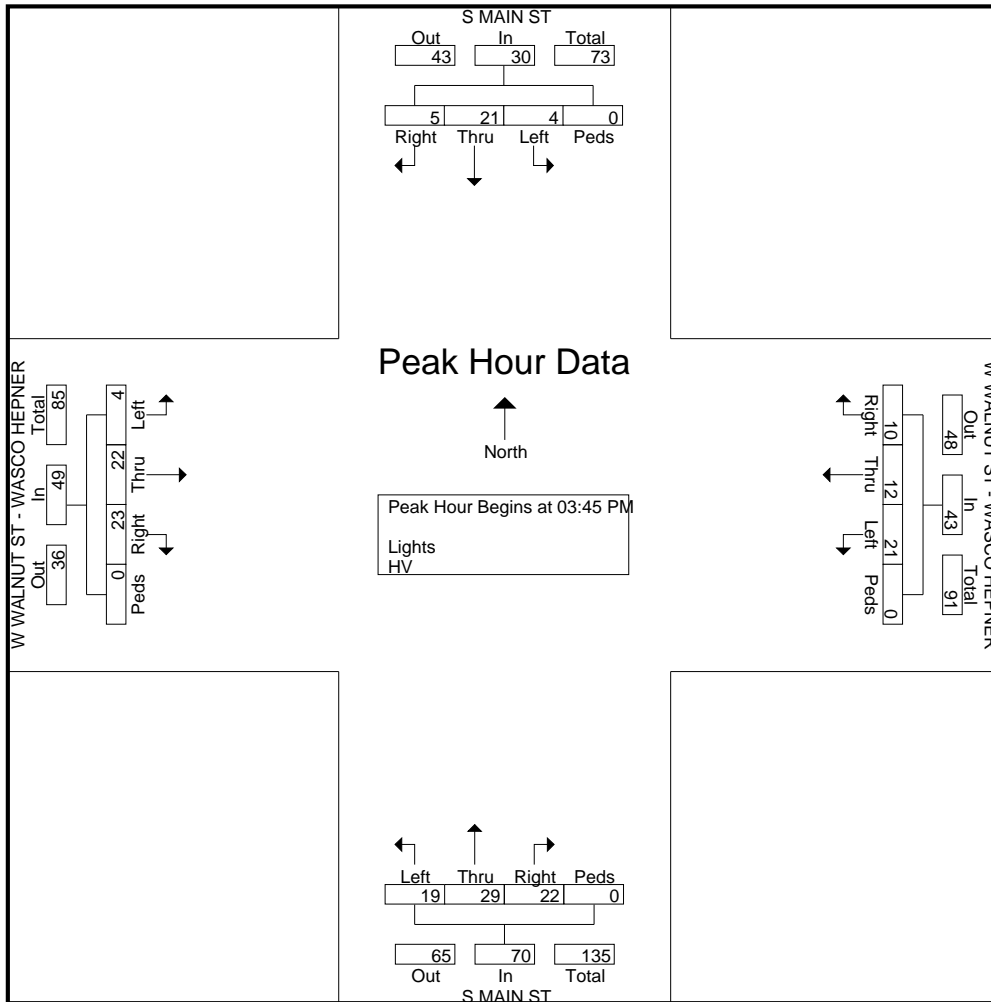 S MAIN ST
Out In Total
43 30 73
5 21 4 0
Right Thru Left Peds
Peak Hour Data
North
Peak Hour Begins at 03:45 PM
Lights
HV
W WALNUT ST - WASCO HEPNER
Out In Total
36 49 85
Peds Right Thru Left
0 23 22 4
W WALNUT ST - WASCO HEPNER
Out In Total
48 43 91
10 12 21 0
Right Thru Left Peds
Left Thru Right Peds
19 29 22 0
65 70 135
Out In Total
S MAIN ST